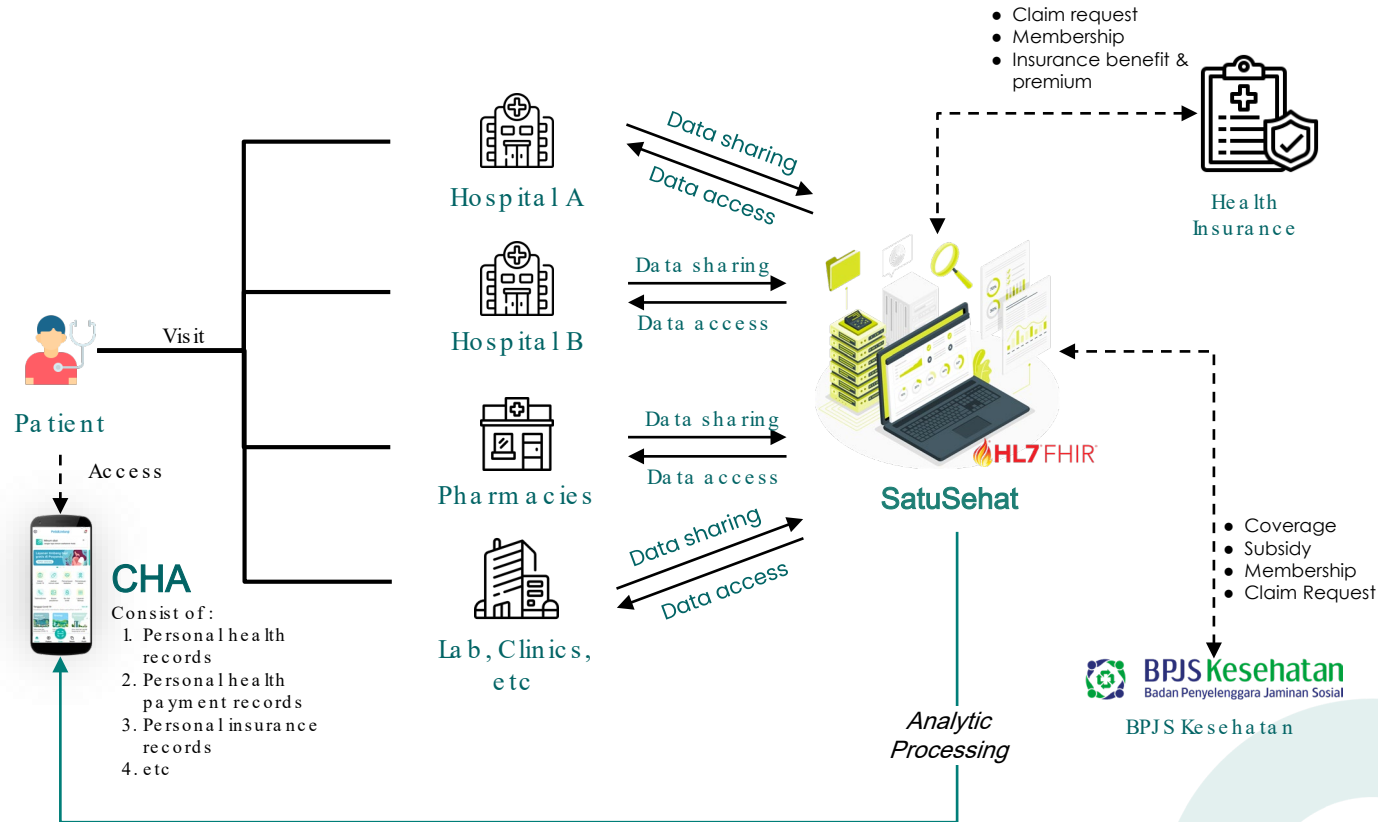 ● Claim request
● Membership
● Insurance benefit &
premium
Health
Insurance
Hospital A
Data sharing
Data access
Hospital B
Data sharing
Data access
Visit
Patient
Access
Pharmacies
Data sharing
Data access
HL7 FHIR
SatuSehat
CHA
Consist of :
1. Personal health
records
2. Personal health
payment records
3. Personal insurance
records
4. etc
Lab, Clinics,
etc
Data sharing
Data access
● Coverage
● Subsidy
● Membership
● Claim Request
BPJS Kesehatan
Badan Penyelenggara Jaminan Sosial
BPJS Kesehatan
Analytic
Processing